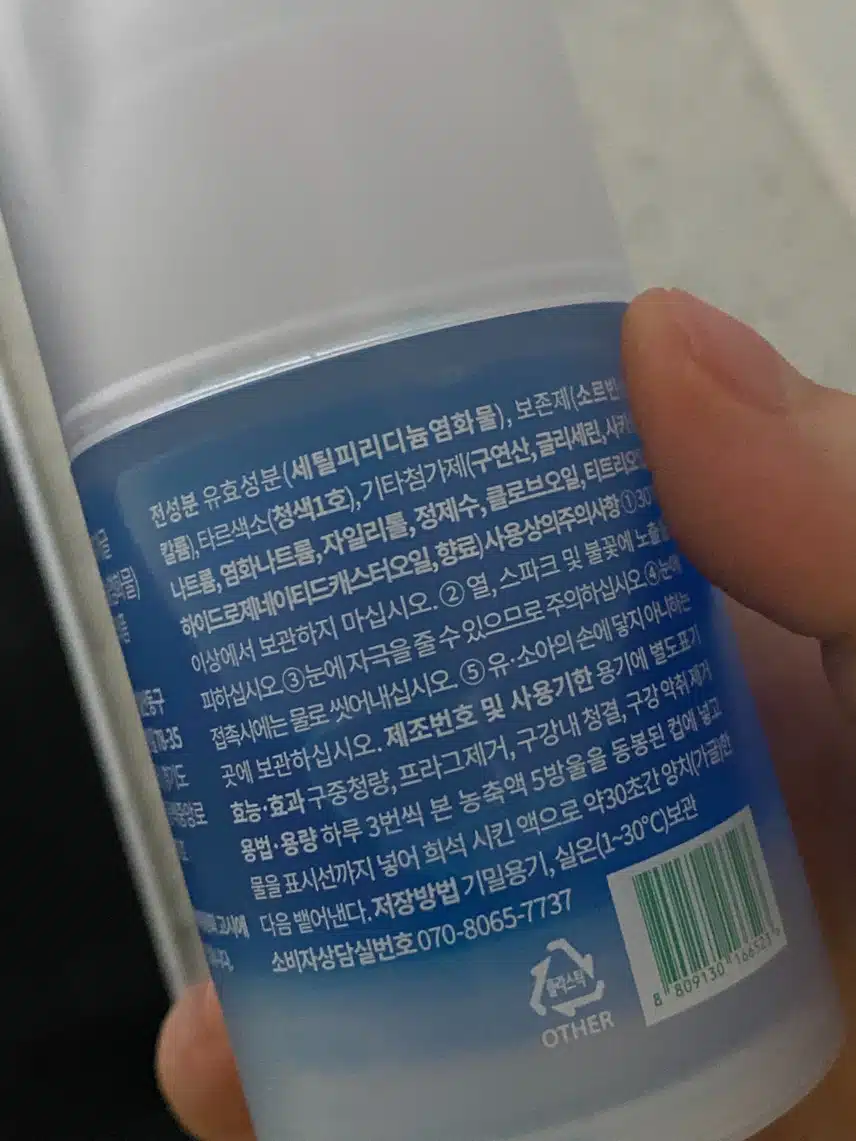 전성분 유효성분(세틸피리디늄염화물), 보존제(소르빈
칼륨), 타르색소(청색1호), 기타첨가제(구연산, 글리세린, 사카
나트륨, 염화나트륨, 자일리톨, 정제수, 클로브오일, 티트리오
하이드로제네이티드캐스터오일, 향료) 사용상의주의사항 ① 30
이상에서 보관하지 마십시오. ② 열, 스파크 및 불꽃에 노출을
피하십시오. ③ 눈에 자극을 줄 수 있으므로 주의하십시오. ④ 눈에
접촉시에는 물로 씻어내십시오. ⑤ 유·소아의 손에 닿지 아니하는
곳에 보관하십시오. 제조번호 및 사용기한 용기에 별도표기
효능·효과 구중청량, 프라그제거, 구강내 청결, 구강 악취제거
용법·용량 하루 3번씩 본 농축액 5방울을 동봉된 컵에 넣고
물을 표시선까지 넣어 희석 시킨 액으로 약30초간 양치(가글)한
다음 뱉어낸다. 저장방법 기밀용기, 실온(1~30°C)보관
소비자상담실번호 070-8065-7737
플라스틱
OTHER
8 809130 166521